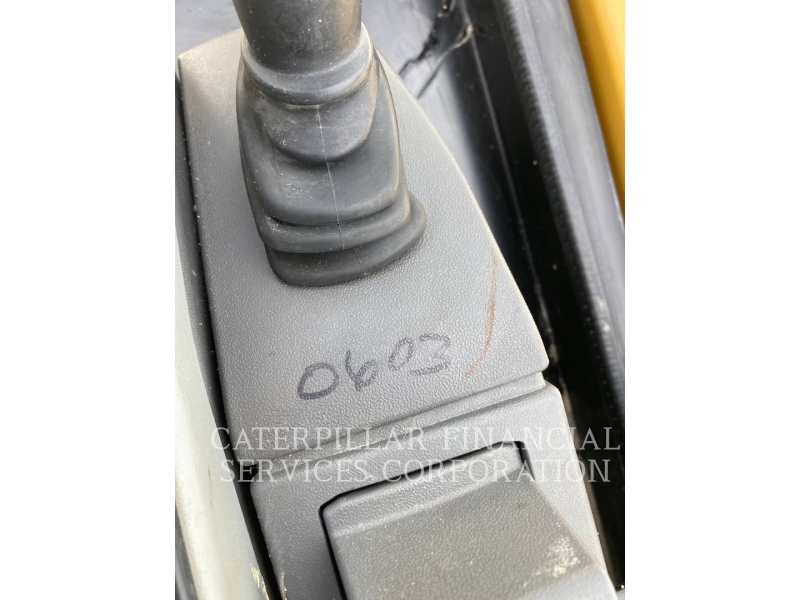 0603
CATERPILLAR FINANCIAL
SERVICES CORPORATION